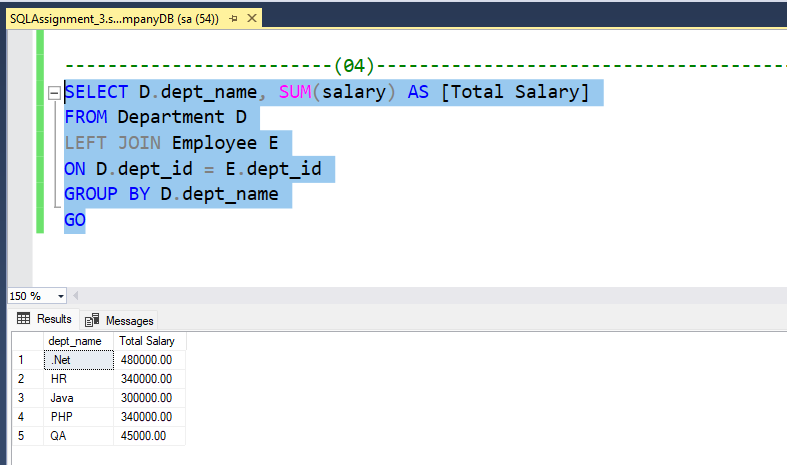 SQLAssignment_3.s...mpanyDB (sa (54))
-------------------------(04)--------------------------------------
SELECT D.dept_name, SUM(salary) AS [Total Salary]
FROM Department D
LEFT JOIN Employee E
ON D.dept_id = E.dept_id
GROUP BY D.dept_name
GO
150 %
Results Messages
dept_name Total Salary
1 .Net 480000.00
2 HR 340000.00
3 Java 300000.00
4 PHP 340000.00
5 QA 45000.00